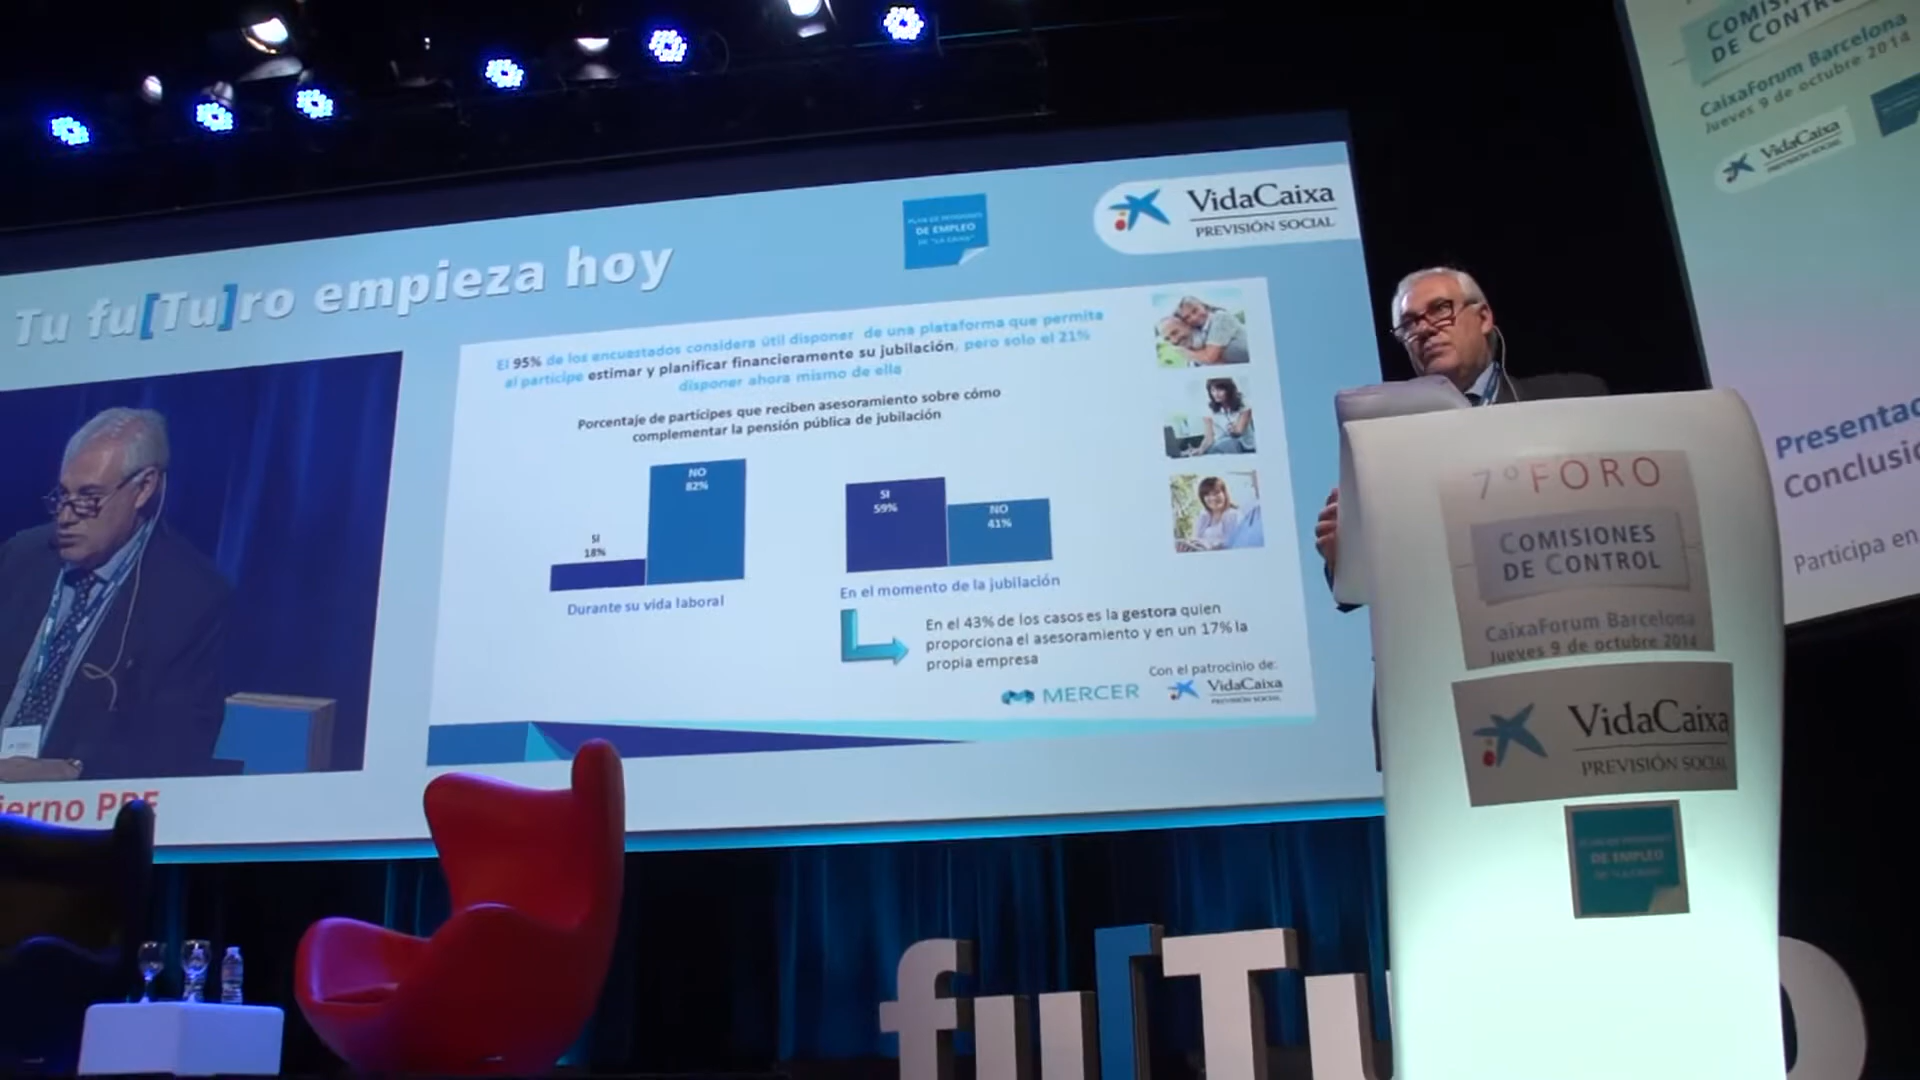 Tu fu[Tu]ro empieza hoy
PLAN DE PENSIONES
DE EMPLEO
DE "LA CAIXA"
VidaCaixa
PREVISIÓN SOCIAL
El 95% de los encuestados considera útil disponer de una plataforma que permita
al partícipe estimar y planificar financieramente su jubilación, pero solo el 21%
disponer ahora mismo de ella
Porcentaje de partícipes que reciben asesoramiento sobre cómo
complementar la pensión pública de jubilación
SI
18%
NO
82%
Durante su vida laboral
SI
59%
NO
41%
En el momento de la jubilación
En el 43% de los casos es la gestora quien
proporciona el asesoramiento y en un 17% la
propia empresa
Con el patrocinio de:
MERCER
VidaCaixa
PREVISIÓN SOCIAL
ierno PPE
DE CONTRO
CaixaForum Barcelona
Jueves 9 de octubre 2014
VidaCaixa
PREVISIÓN SOCIAL
Presentac
Conclusio
Participa en
7º FORO
COMISIONES
DE CONTROL
CaixaForum Barcelona
Jueves 9 de octubre 2014
VidaCaixa
PREVISIÓN SOCIAL
DE EMPLEO
fu[Tu
o